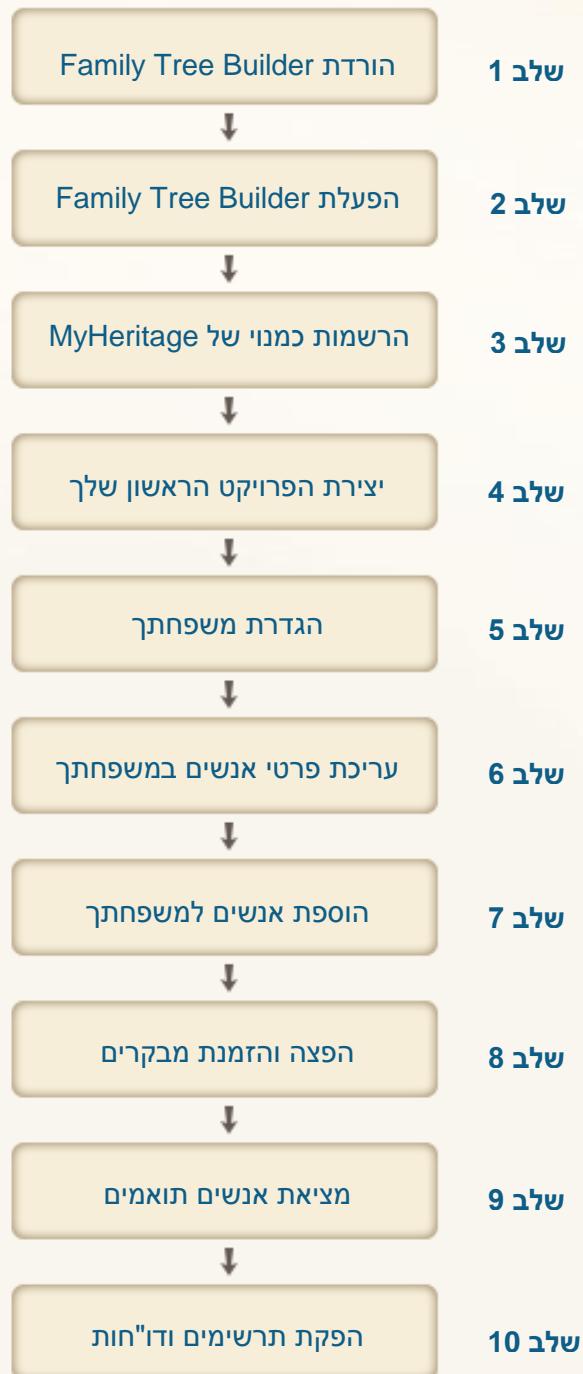 שלב 1
הורדת Family Tree Builder
שלב 2
הפעלת Family Tree Builder
שלב 3
הרשמות כמנוי של MyHeritage
שלב 4
יצירת הפרויקט הראשון שלך
שלב 5
הגדרת משפחתך
שלב 6
עריכת פרטי אנשים במשפחתך
שלב 7
הוספת אנשים למשפחתך
שלב 8
הפצה והזמנת מבקרים
שלב 9
מציאת אנשים תואמים
שלב 10
הפקת תרשימים ודו"חות